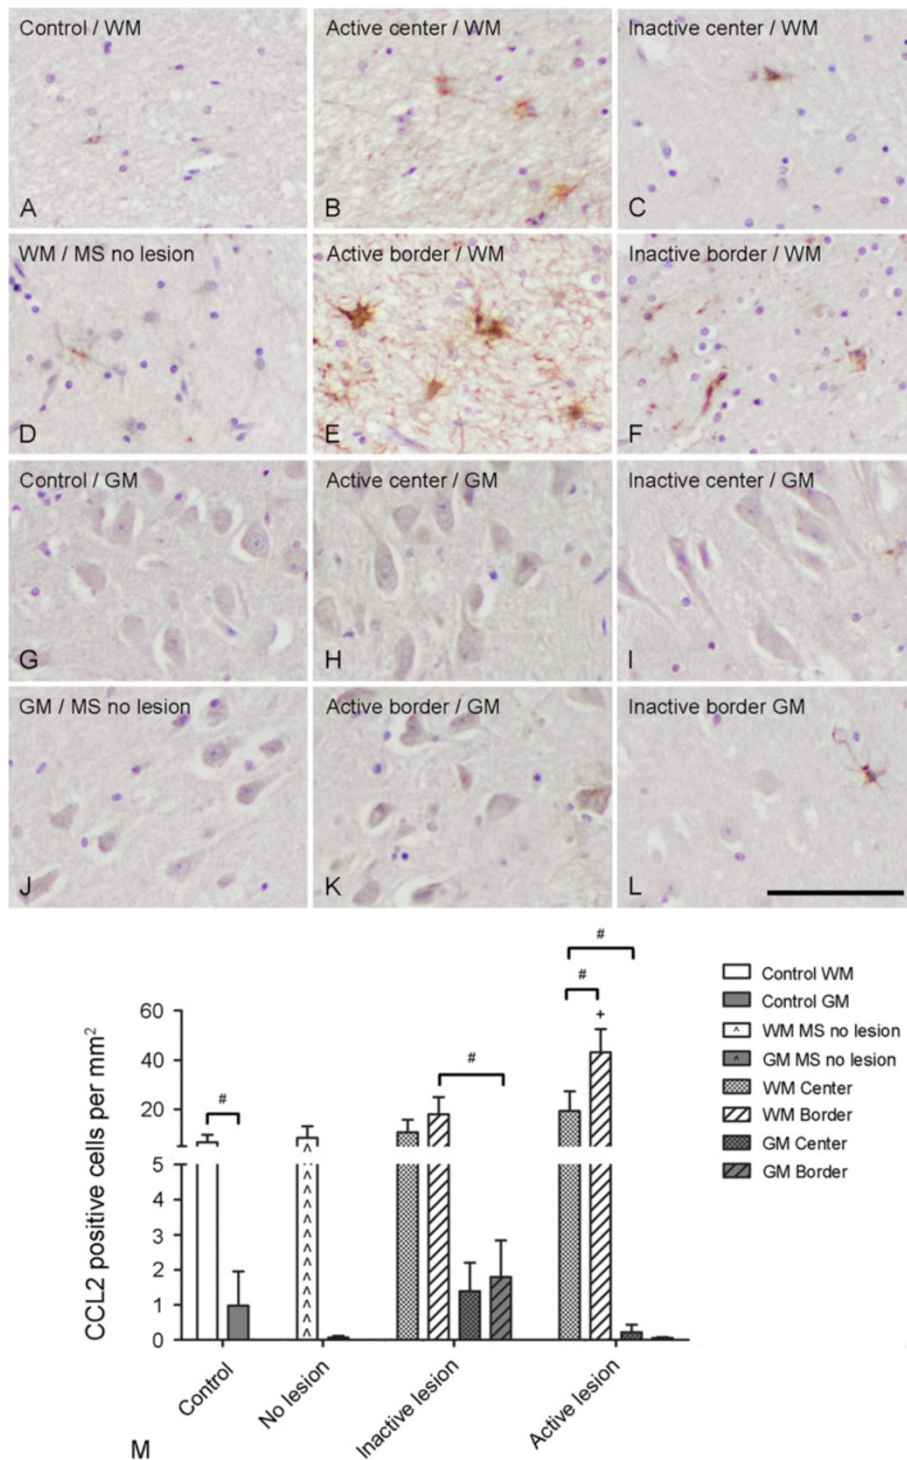 Control / WM
Active center / WM
Inactive center / WM
A
B
C
WM / MS no lesion
Active border / WM
Inactive border / WM
D
E
F
Control / GM
Active center / GM
Inactive center / GM
G
H
I
GM / MS no lesion
Active border / GM
Inactive border GM
J
K
L
CCL2 positive cells per mm²
60
40
20
5
4
3
2
1
0
#
#
#
#
+
Control
No lesion
Inactive lesion
Active lesion
Control WM
Control GM
^ WM MS no lesion
^ GM MS no lesion
WM Center
WM Border
GM Center
GM Border
M